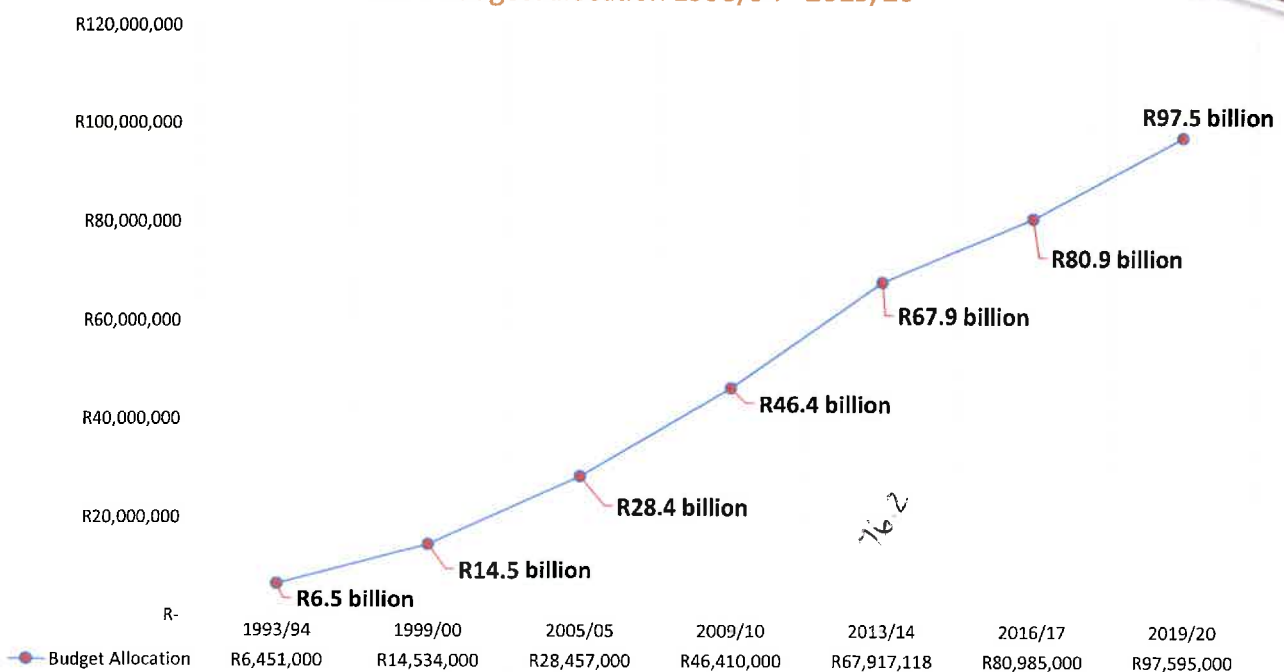 R120,000,000
R100,000,000
R80,000,000
R60,000,000
R40,000,000
R20,000,000
R-
R97.5 billion
R80.9 billion
R67.9 billion
R46.4 billion
R28.4 billion
R14.5 billion
R6.5 billion
1993/94 1999/00 2005/05 2009/10 2013/14 2016/17 2019/20
Budget Allocation R6,451,000 R14,534,000 R28,457,000 R46,410,000 R67,917,118 R80,985,000 R97,595,000